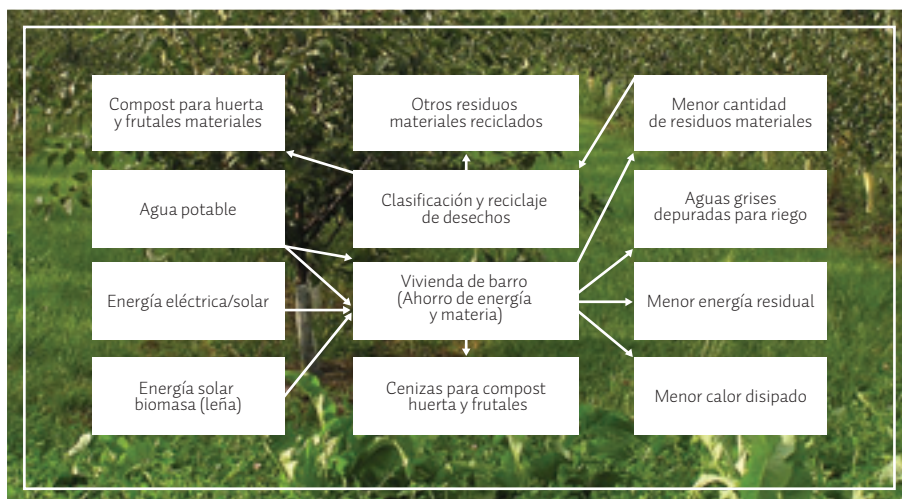 Compost para huerta
y frutales materiales
Otros residuos
materiales reciclados
Menor cantidad
de residuos materiales
Agua potable
Clasificación y reciclaje
de desechos
Aguas grises
depuradas para riego
Energía eléctrica/solar
Vivienda de barro
(Ahorro de energía
y materia)
Menor energía residual
Energía solar
biomasa (leña)
Cenizas para compost
huerta y frutales
Menor calor disipado